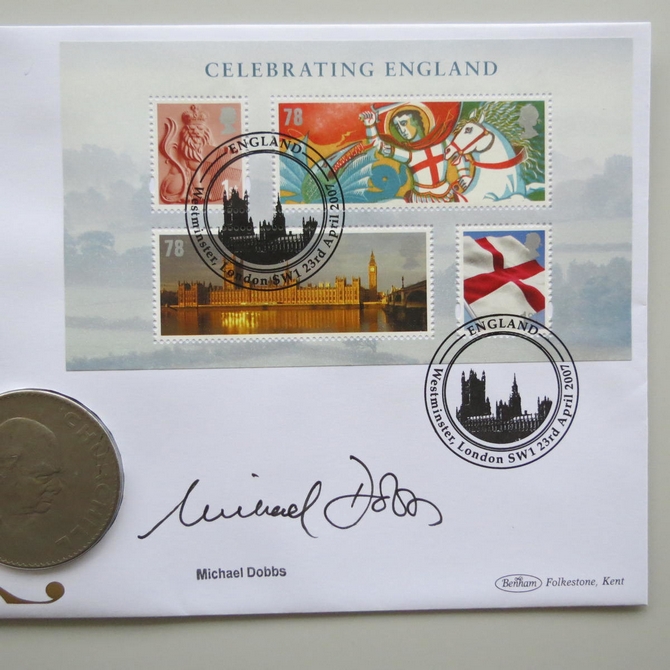 CELEBRATING ENGLAND
78
ENGLAND
Westminster, London SW1 23rd April 2007
78
ENGLAND
Westminster, London SW1 23rd April 2007
CHURCHILL
Michael Dobbs
Michael Dobbs
Benham Folkestone, Kent